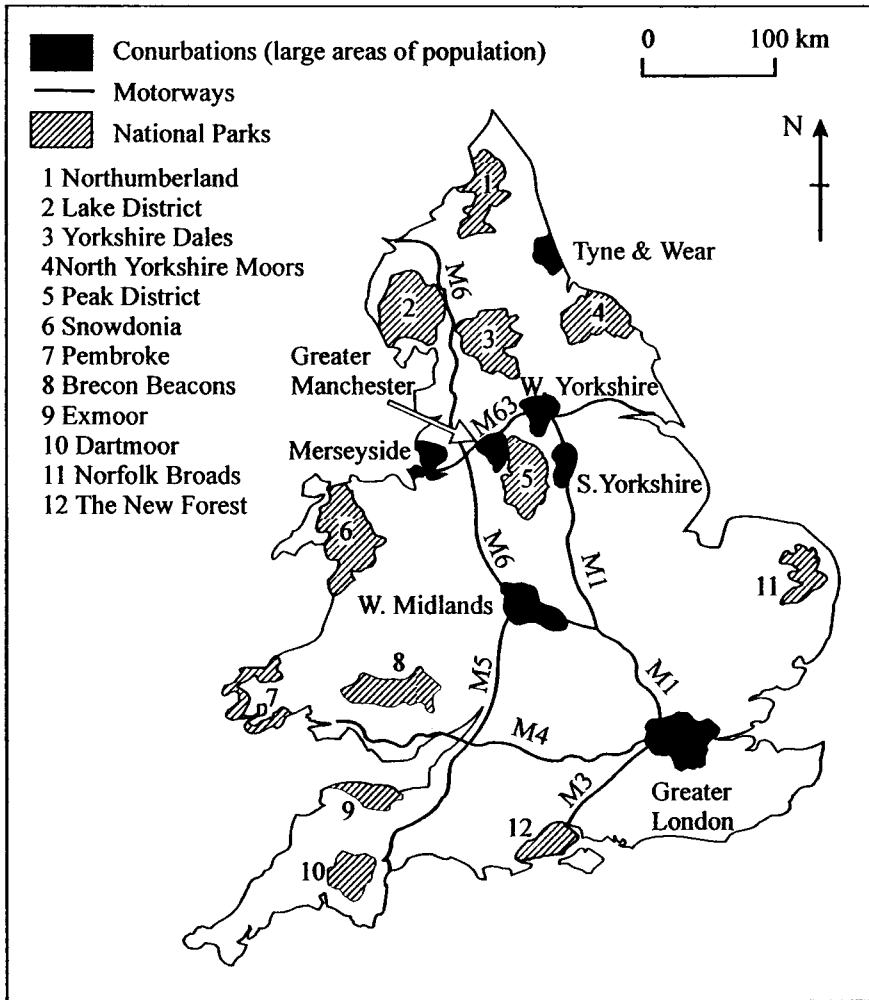 Conurbations (large areas of population)
Motorways
National Parks
0 100 km
N
1 Northumberland
2 Lake District
3 Yorkshire Dales
4North Yorkshire Moors
5 Peak District
6 Snowdonia
7 Pembroke
8 Brecon Beacons
9 Exmoor
10 Dartmoor
11 Norfolk Broads
12 The New Forest
1
Tyne & Wear
M6
2
3
4
Greater
Manchester
W. Yorkshire
M63
Merseyside
5
S.Yorkshire
6
M6
M1
11
W. Midlands
8
M5
M1
7
M4
M3
Greater
London
9
12
10